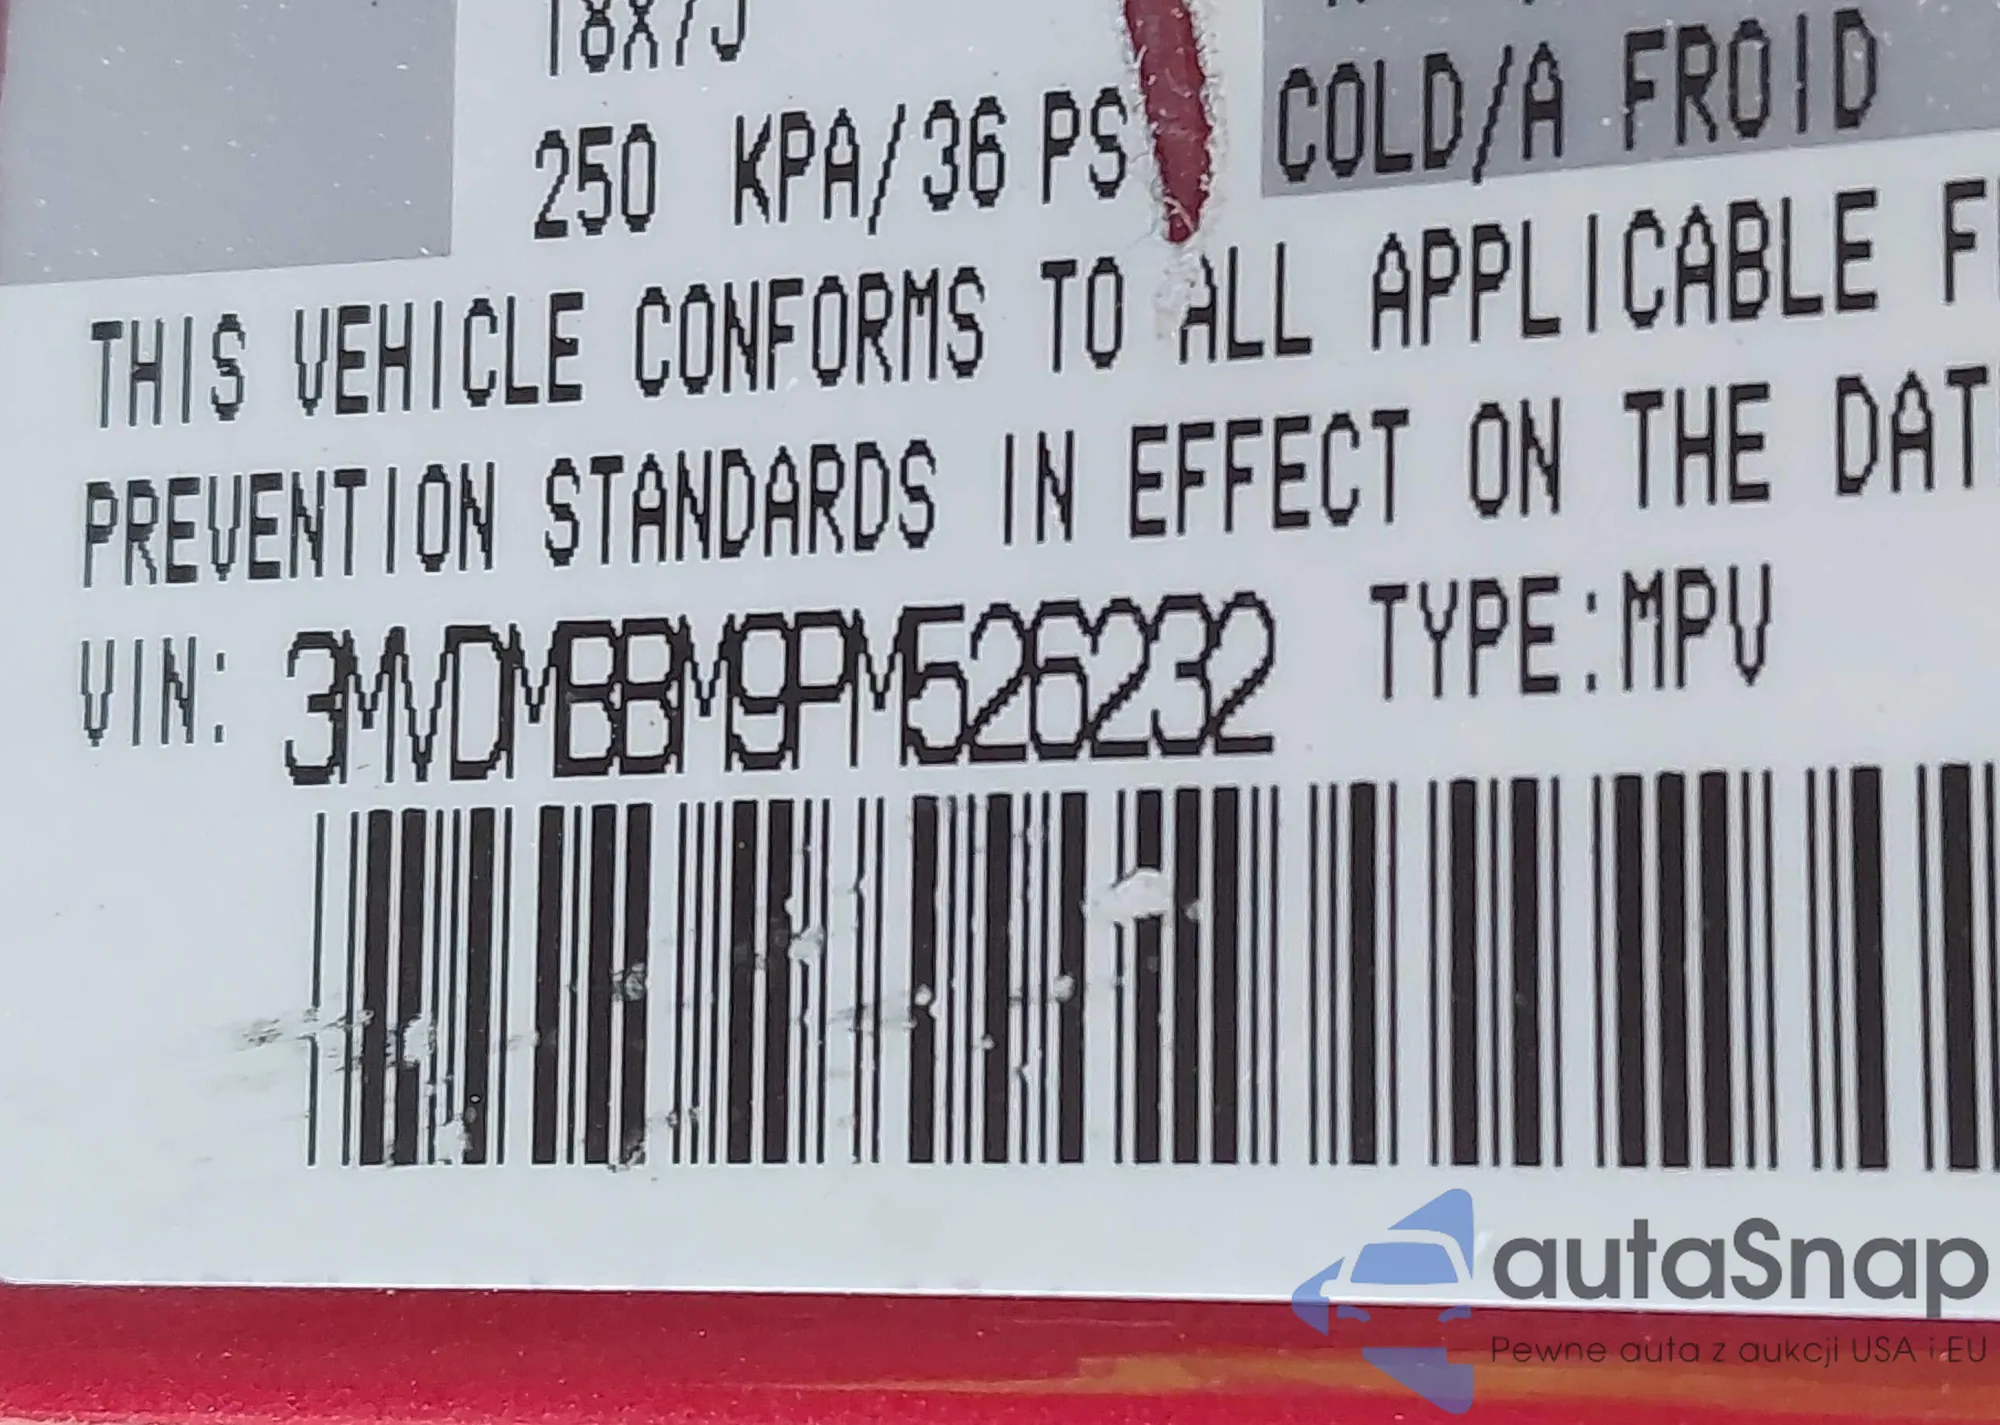 18X7J
250 KPA/36 PS
COLD/A FROID
THIS VEHICLE CONFORMS TO ALL APPLICABLE F
PREVENTION STANDARDS IN EFFECT ON THE DAT
VIN: 3MVDMBBM9PM526232 TYPE:MPV
autaSnap
Pewne auta z aukcji USA i EU